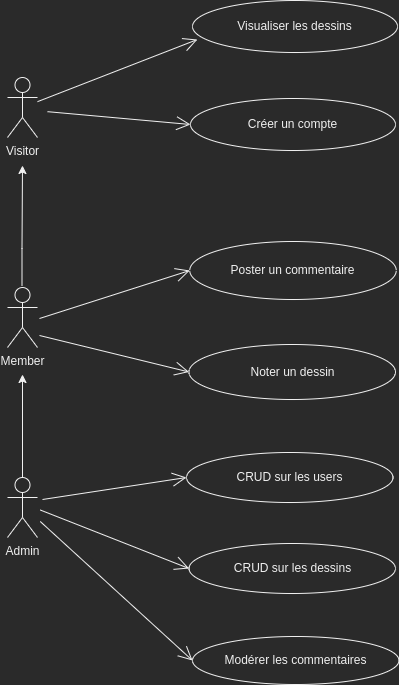 Visualiser les dessins
Créer un compte
Visitor
Poster un commentaire
Member
Noter un dessin
CRUD sur les users
Admin
CRUD sur les dessins
Modérer les commentaires